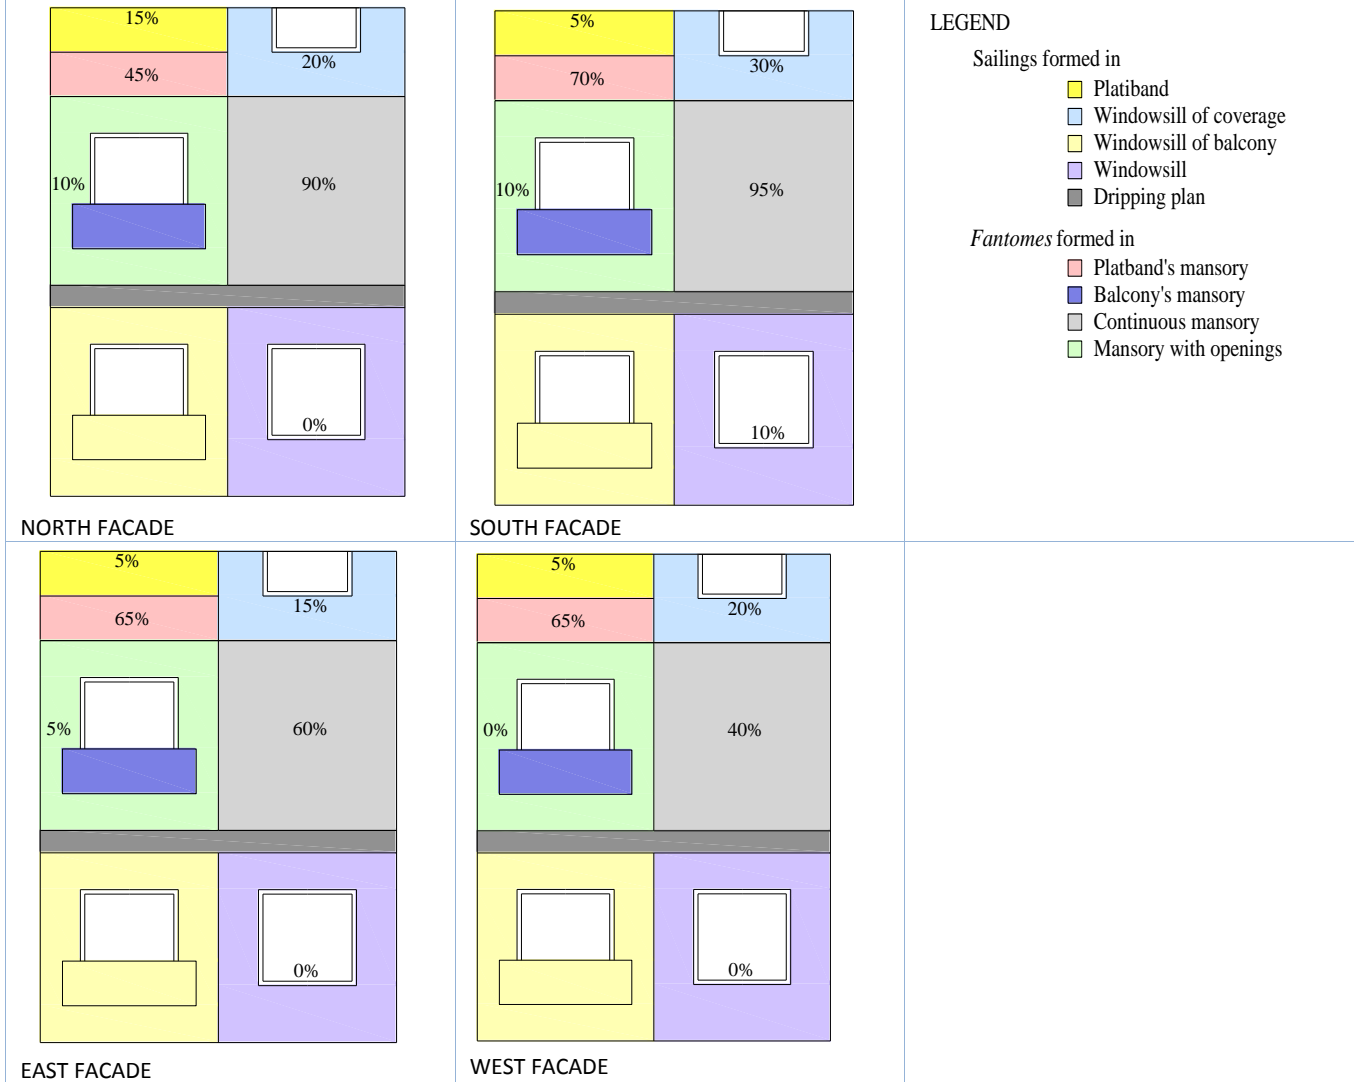 15%
20%
45%
10%
90%
0%
NORTH FACADE
5%
30%
70%
10%
95%
10%
SOUTH FACADE
LEGEND
Sailings formed in
Platiband
Windowsill of coverage
Windowsill of balcony
Windowsill
Dripping plan
Fantomes formed in
Platband's mansory
Balcony's mansory
Continuous mansory
Mansory with openings
5%
15%
65%
5%
60%
0%
EAST FACADE
5%
20%
65%
0%
40%
0%
WEST FACADE